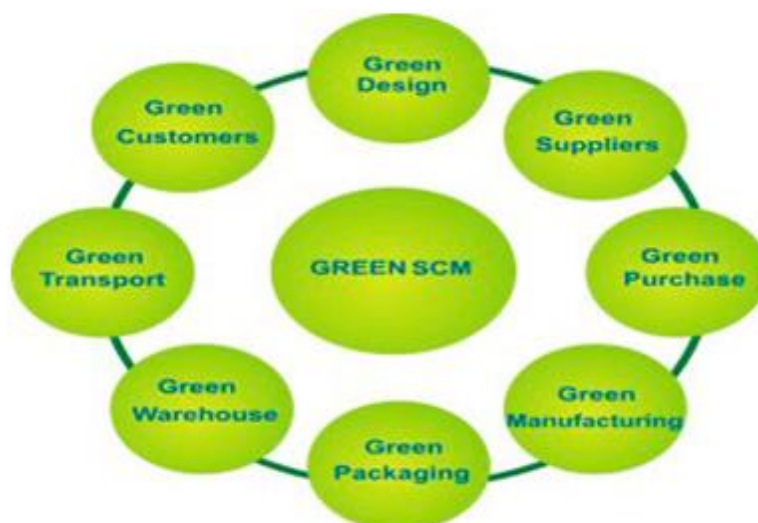 Green
Design
Green
Suppliers
Green
Purchase
Green
Manufacturing
Green
Packaging
Green
Warehouse
Green
Transport
Green
Customers
GREEN SCM